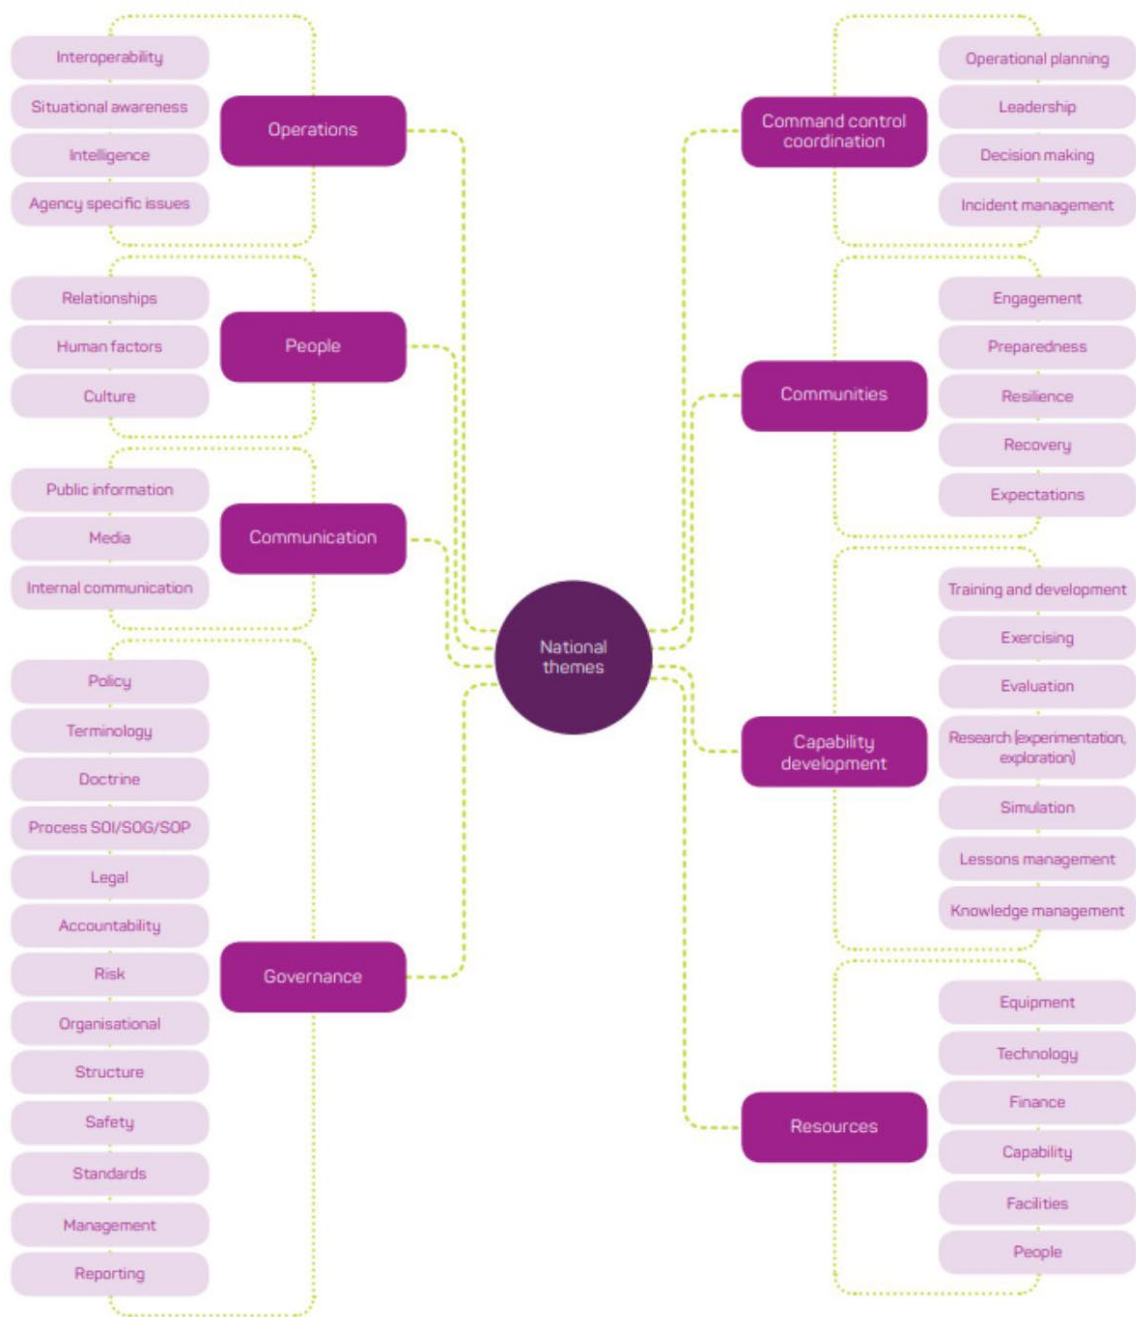 Interoperability
Situational awareness
Intelligence
Agency specific issues
Operations
Relationships
Human factors
Culture
People
Public information
Media
Internal communication
Communication
Policy
Terminology
Doctrine
Process SOI/SOG/SOP
Legal
Accountability
Risk
Organisational
Structure
Safety
Standards
Management
Reporting
Governance
National
themes
Command control
coordination
Operational planning
Leadership
Decision making
Incident management
Communities
Engagement
Preparedness
Resilience
Recovery
Expectations
Capability
development
Training and development
Exercising
Evaluation
Research (experimentation,
exploration)
Simulation
Lessons management
Knowledge management
Resources
Equipment
Technology
Finance
Capability
Facilities
People